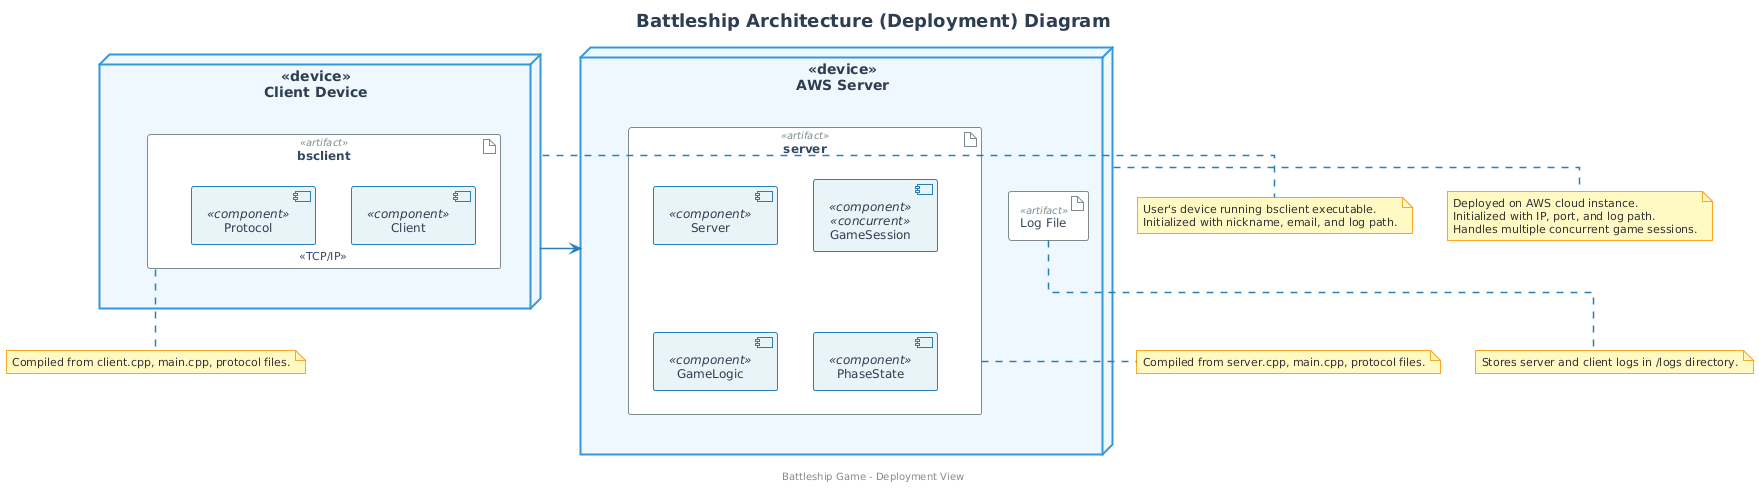 Battleship Architecture (Deployment) Diagram
«device»
Client Device
«artifact»
bsclient
«component»
Protocol
«component»
Client
«TCP/IP»
«device»
AWS Server
«artifact»
server
«component»
Server
«component»
«concurrent»
GameSession
«component»
GameLogic
«component»
PhaseState
«artifact»
Log File
User's device running bsclient executable.
Initialized with nickname, email, and log path.
Deployed on AWS cloud instance.
Initialized with IP, port, and log path.
Handles multiple concurrent game sessions.
Compiled from client.cpp, main.cpp, protocol files.
Compiled from server.cpp, main.cpp, protocol files.
Stores server and client logs in /logs directory.
Battleship Game - Deployment View